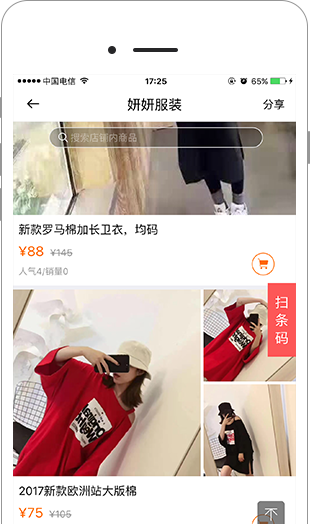 中国电信
17:25
65%
妍妍服装
分享
搜索店铺内商品
新款罗马棉加长卫衣，均码
¥88 ¥145
人气4/销量0
扫条码
2017新款欧洲站大版棉
¥75 ¥105